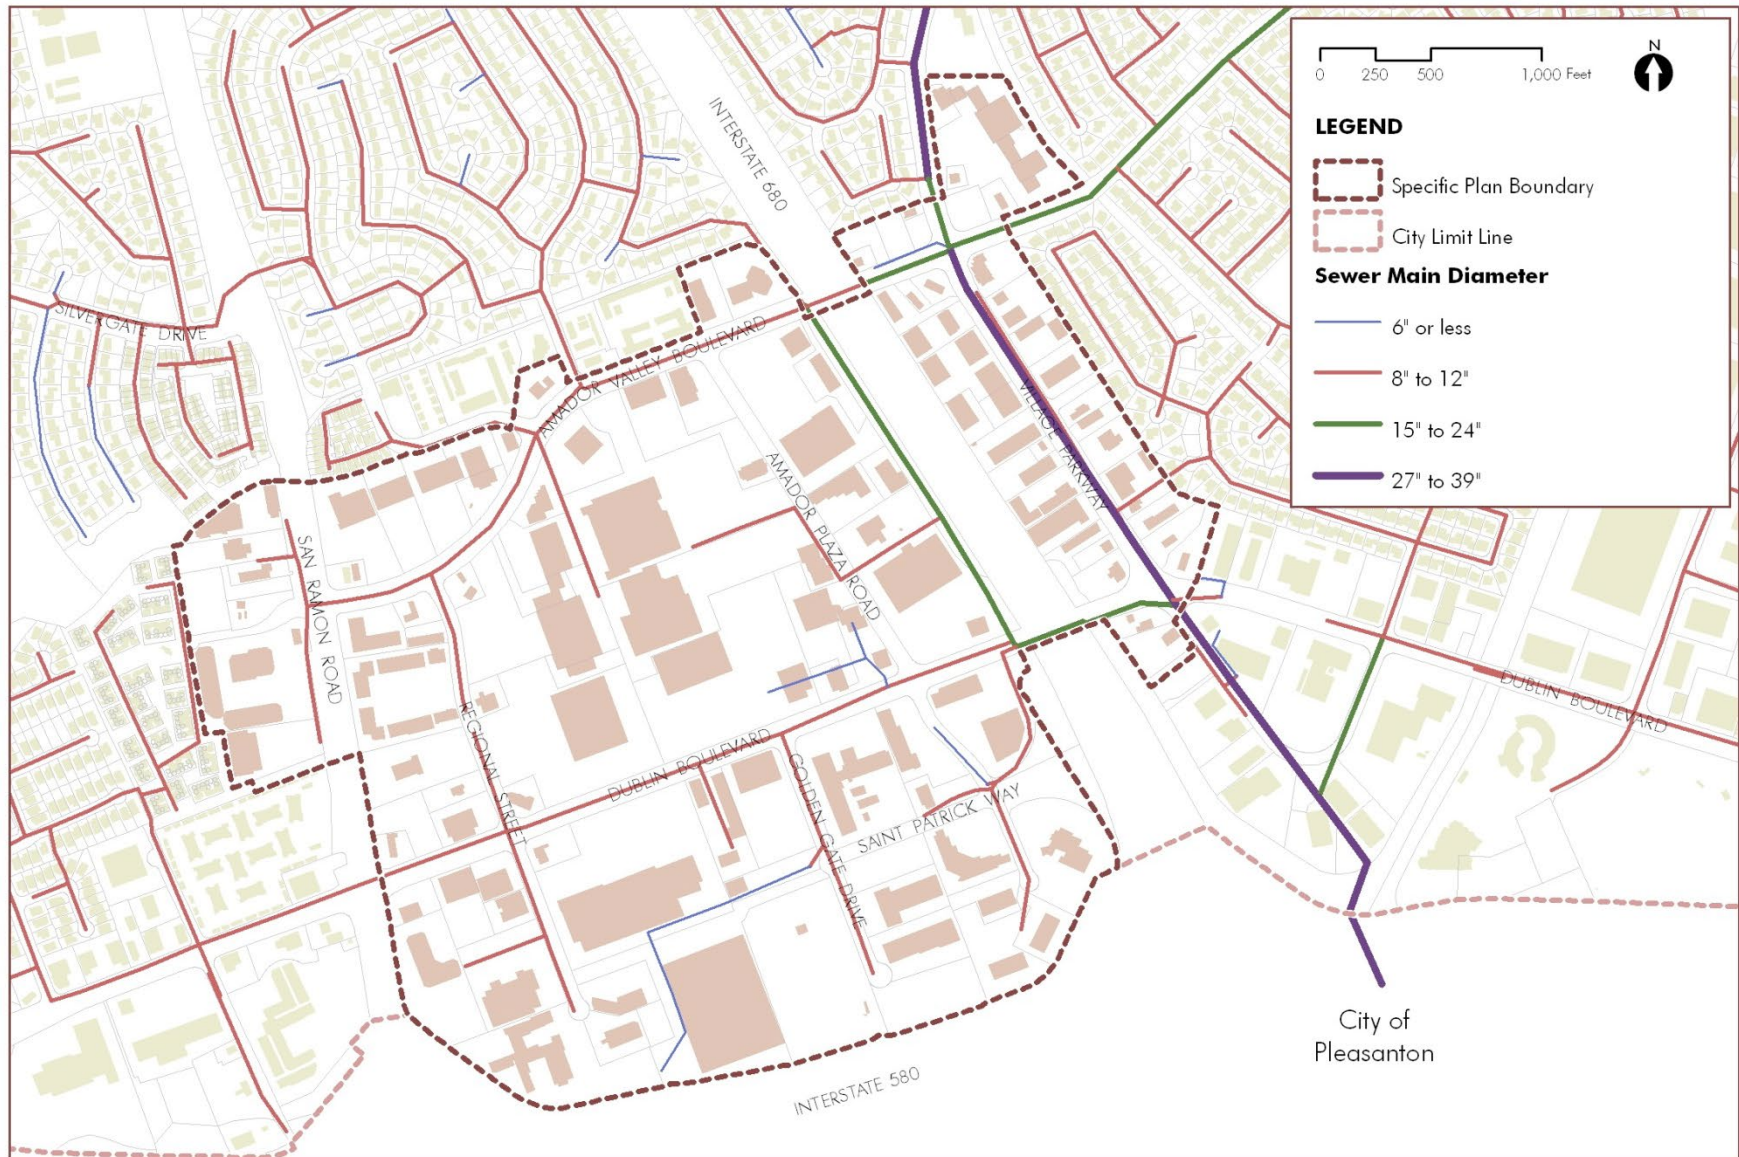 0 250 500 1,000 Feet
N
LEGEND
Specific Plan Boundary
City Limit Line
Sewer Main Diameter
6" or less
8" to 12"
15" to 24"
27" to 39"
INTERSTATE 680
SILVERGATE DRIVE
AMADOR VALLEY BOULEVARD
VILLAGE PARKWAY
AMADOR PLAZA ROAD
SAN RAMON ROAD
REGIONAL STREET
DUBLIN BOULEVARD
GOLDEN GATE DRIVE
SAINT PATRICK WAY
DUBLIN BOULEVARD
City of
Pleasanton
INTERSTATE 580